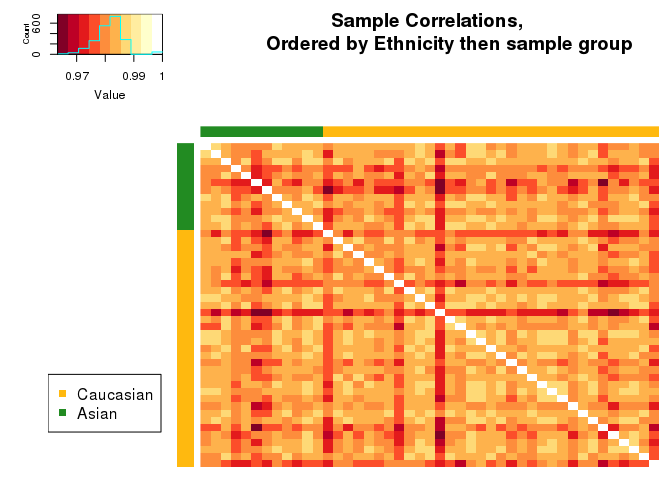 Sample Correlations,
Ordered by Ethnicity then sample group
Count
0 600
0.97 0.99 1
Value
Caucasian
Asian